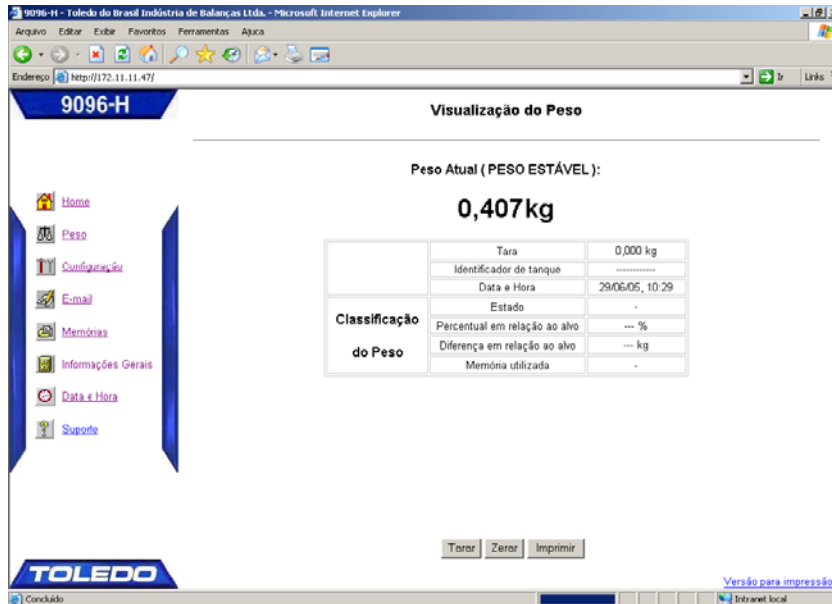 9096-H - Toledo do Brasil Indústria de Balanças Ltda. - Microsoft Internet Explorer
Arquivo Editar Exibir Favoritos Ferramentas Ajuda
Endereço http://172.11.11.47/ Ir Links
9096-H
Visualização do Peso
Peso Atual ( PESO ESTÁVEL ):
0,407kg
Home
Peso
Configuração
E-mail
Memórias
Informações Gerais
Data e Hora
Suporte
Tara 0,000 kg
Identificador de tanque ------------
Data e Hora 29/06/05, 10:29
Classificação do Peso
Estado -
Percentual em relação ao alvo --- %
Diferença em relação ao alvo --- kg
Memória utilizada -
Tarar Zerar Imprimir
TOLEDO
Versão para impressão
Concluído Intranet local